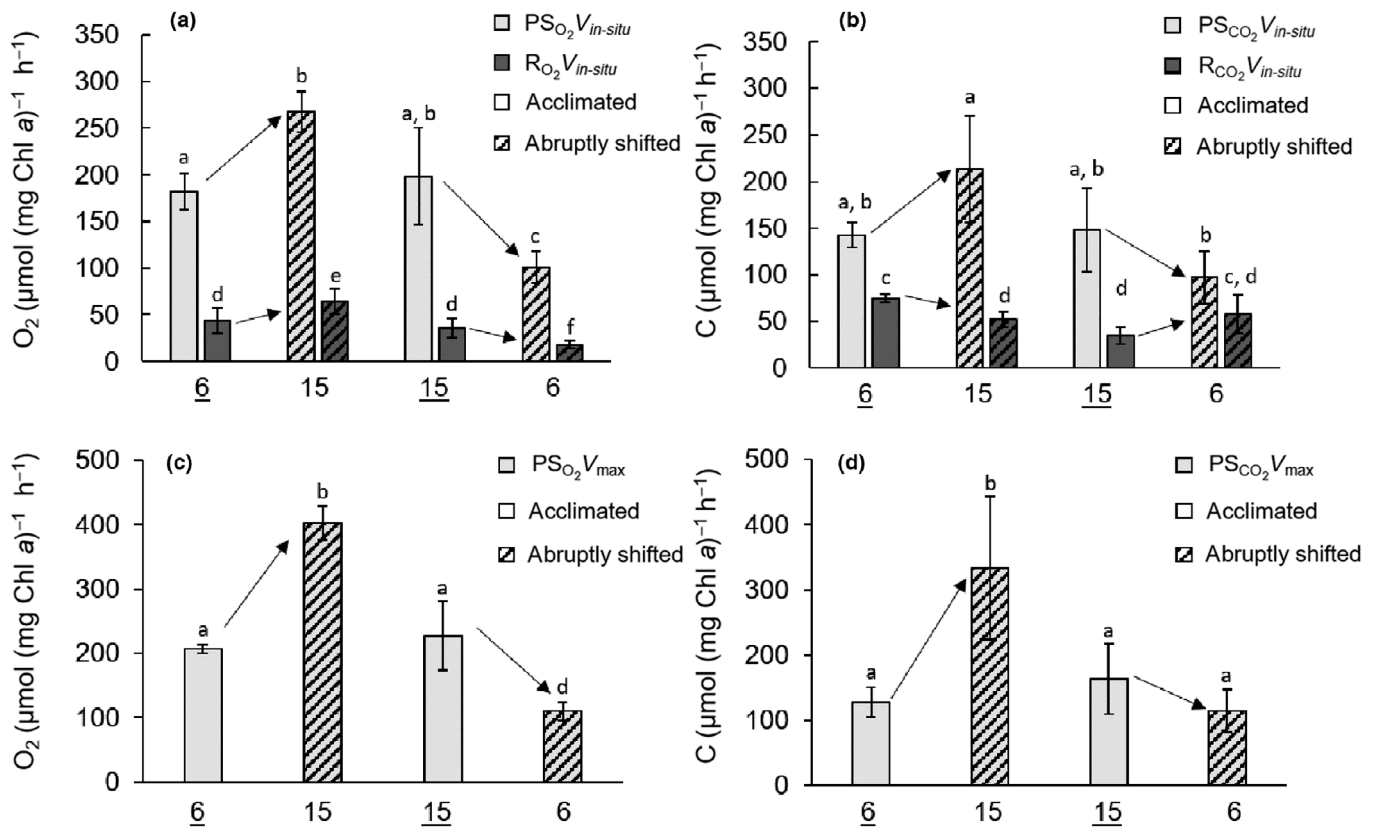 (a)
PSO₂Vin-situ
RO₂Vin-situ
Acclimated
Abruptly shifted
O₂ (µmol (mg Chl a)⁻¹ h⁻¹)
350
300
250
200
150
100
50
0
a
d
b
e
a, b
d
c
f
6
15
15
6
(b)
PSCO₂Vin-situ
RCO₂Vin-situ
Acclimated
Abruptly shifted
C (µmol (mg Chl a)⁻¹ h⁻¹)
350
300
250
200
150
100
50
0
a, b
c
a
d
a, b
d
b
c, d
6
15
15
6
(c)
PSO₂Vmax
Acclimated
Abruptly shifted
O₂ (µmol (mg Chl a)⁻¹ h⁻¹)
500
400
300
200
100
0
a
b
a
d
6
15
15
6
(d)
PSCO₂Vmax
Acclimated
Abruptly shifted
C (µmol (mg Chl a)⁻¹ h⁻¹)
500
400
300
200
100
0
a
b
a
a
6
15
15
6